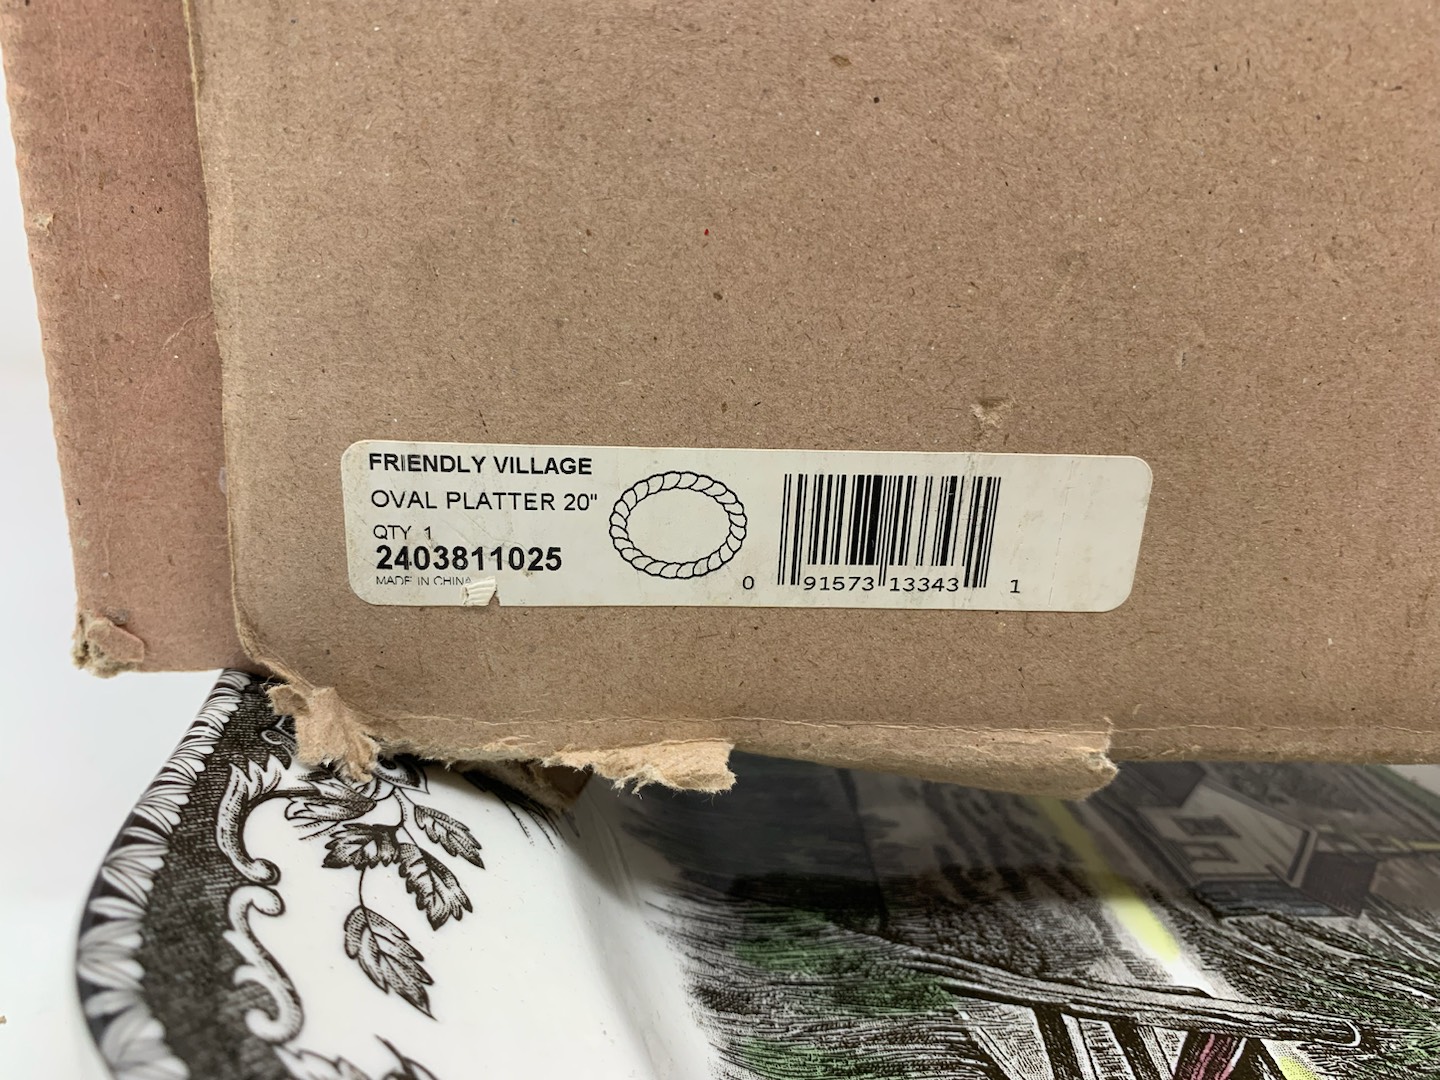 FRIENDLY VILLAGE
OVAL PLATTER 20"
QTY 1
2403811025
MADE IN CHINA
0 91573 13343 1